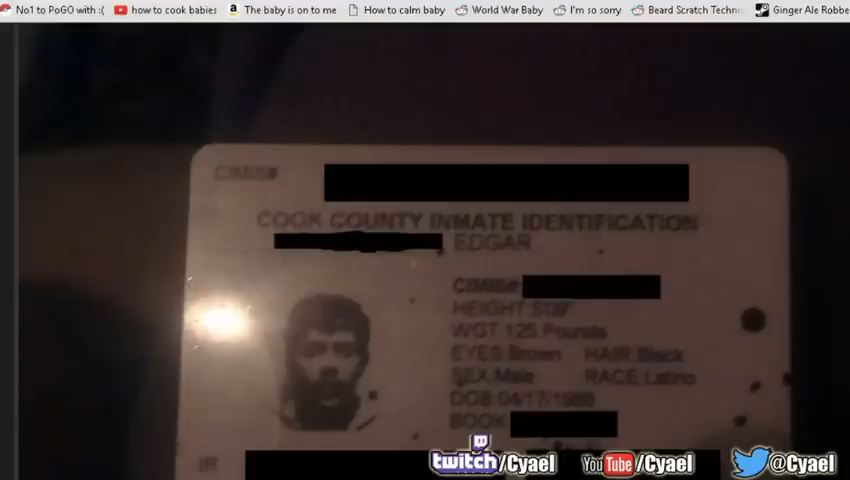 No1 to PoGO with :( how to cook babies The baby is on to me How to calm baby World War Baby I'm so sorry Beard Scratch Techni Ginger Ale Robbe
CIMIS#
COOK COUNTY INMATE IDENTIFICATION
EDGAR
CIMIS#
HEIGHT 5'09"
WGT 125 Pounds
EYES Brown HAIR Black
SEX Male RACE Latino
DOB 04/17/1988
BOOK
IR
twitch/Cyael YouTube/Cyael @Cyael